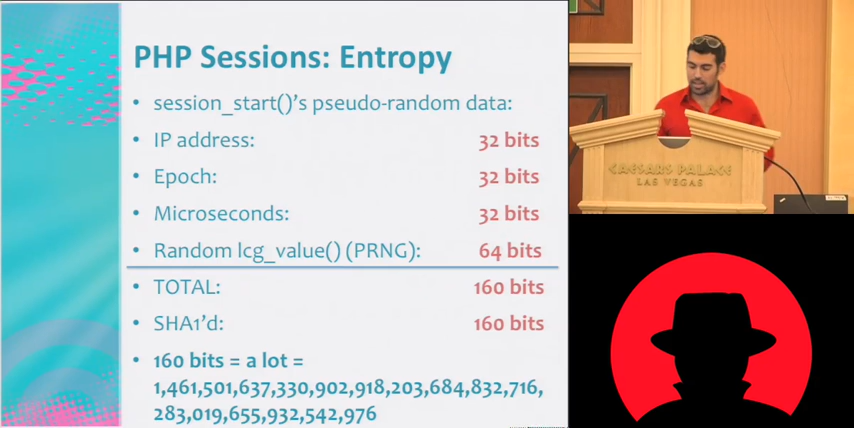 PHP Sessions: Entropy
• session_start()'s pseudo-random data:
• IP address: 32 bits
• Epoch: 32 bits
• Microseconds: 32 bits
• Random lcg_value() (PRNG): 64 bits
• TOTAL: 160 bits
• SHA1'd: 160 bits
• 160 bits = a lot =
1,461,501,637,330,902,918,203,684,832,716,
283,019,655,932,542,976
CAESARS PALACE
LAS VEGAS